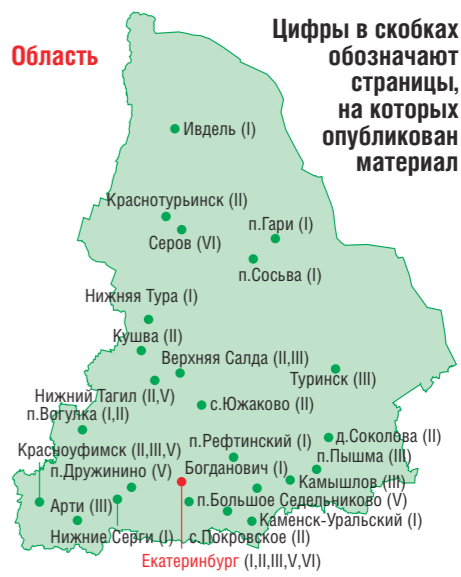 Область
Цифры в скобках
обозначают
страницы,
на которых
опубликован
материал
Ивдель (I)
Краснотурьинск (II)
Серов (VI)
п.Гари (I)
п.Сосьва (I)
Нижняя Тура (I)
Кушва (II)
Верхняя Салда (II,III)
Туринск (III)
Нижний Тагил (II,V)
с.Южаково (II)
п.Вогулка (I,II)
д.Соколова (II)
Красноуфимск (II,III,V)
п.Рефтинский (I)
п.Пышма (III)
п.Дружинино (V)
Богданович (I)
Камышлов (III)
Арти (III)
п.Большое Седельниково (V)
Каменск-Уральский (I)
Нижние Серги (I)
с.Покровское (II)
Екатеринбург (I,II,III,V,VI)